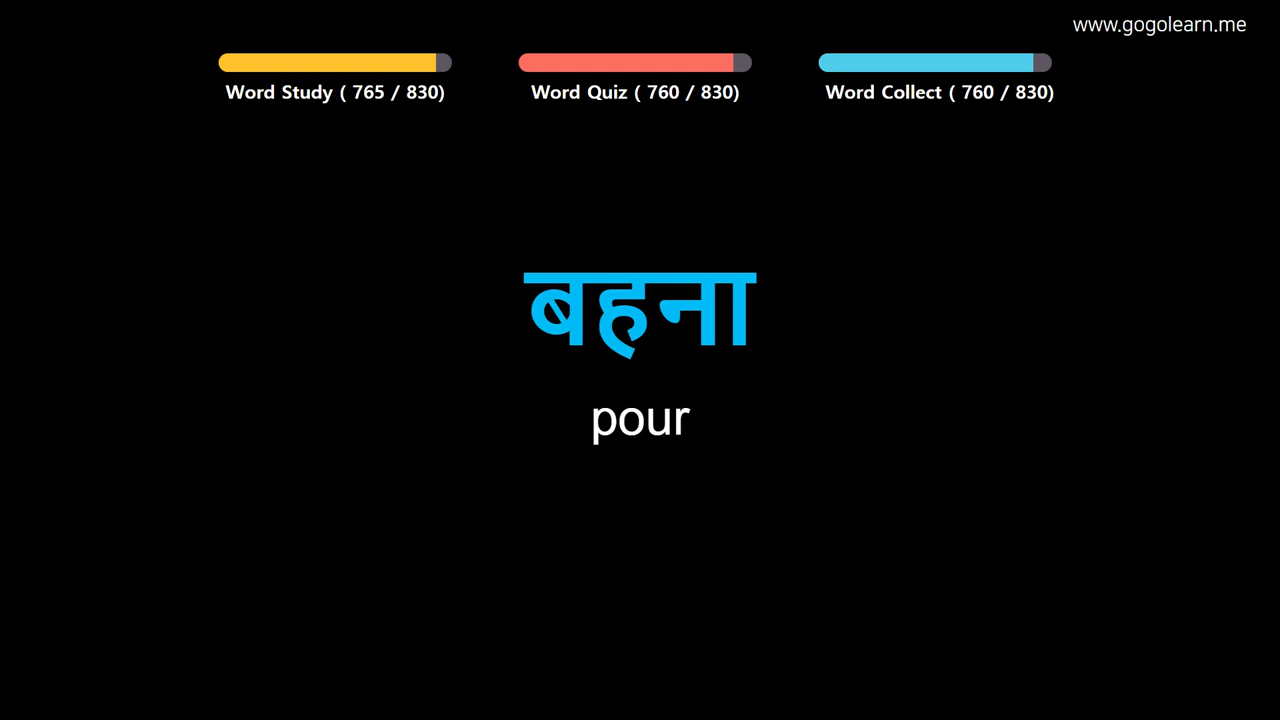 www.gogolearn.me
Word Study ( 765 / 830)
Word Quiz ( 760 / 830)
Word Collect ( 760 / 830)
बहना
pour